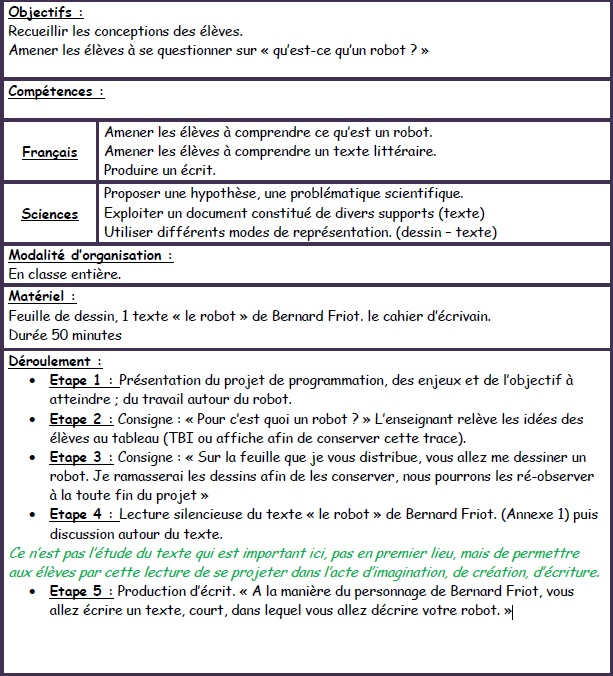 Objectifs :
Recueillir les conceptions des élèves.
Amener les élèves à se questionner sur « qu'est-ce qu'un robot ? »
Compétences :
Français
Amener les élèves à comprendre ce qu'est un robot.
Amener les élèves à comprendre un texte littéraire.
Produire un écrit.
Sciences
Proposer une hypothèse, une problématique scientifique.
Exploiter un document constitué de divers supports (texte)
Utiliser différents modes de représentation. (dessin – texte)
Modalité d'organisation :
En classe entière.
Matériel :
Feuille de dessin, 1 texte « le robot » de Bernard Friot. le cahier d'écrivain.
Durée 50 minutes
Déroulement :
• Etape 1 : Présentation du projet de programmation, des enjeux et de l'objectif à
atteindre ; du travail autour du robot.
• Etape 2 : Consigne : « Pour c'est quoi un robot ? » L'enseignant relève les idées des
élèves au tableau (TBI ou affiche afin de conserver cette trace).
• Etape 3 : Consigne : « Sur la feuille que je vous distribue, vous allez me dessiner un
robot. Je ramasserai les dessins afin de les conserver, nous pourrons les ré-observer
à la toute fin du projet »
• Etape 4 : Lecture silencieuse du texte « le robot » de Bernard Friot. (Annexe 1) puis
discussion autour du texte.
Ce n'est pas l'étude du texte qui est important ici, pas en premier lieu, mais de permettre
aux élèves par cette lecture de se projeter dans l'acte d'imagination, de création, d'écriture.
• Etape 5 : Production d'écrit. « A la manière du personnage de Bernard Friot, vous
allez écrire un texte, court, dans lequel vous allez décrire votre robot. »